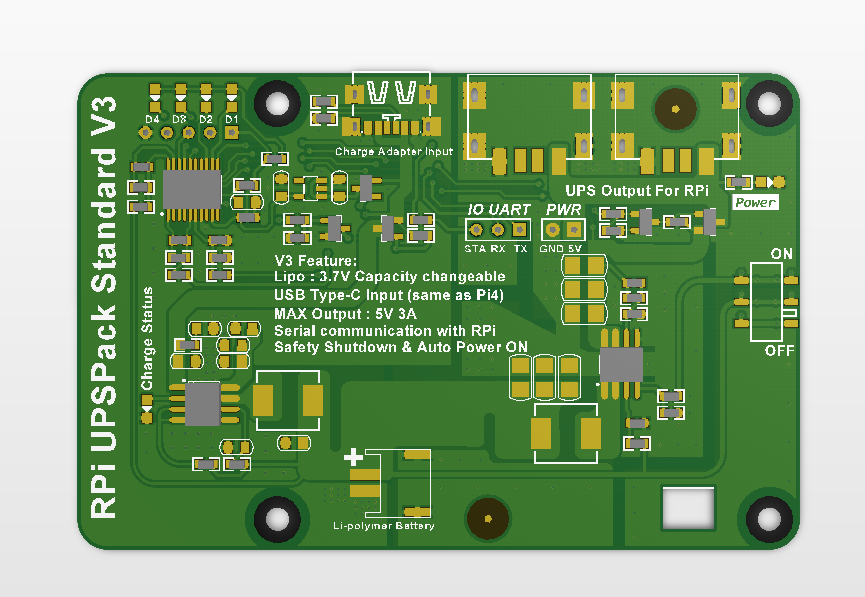 RPi UPSPack Standard V3
D4 D3 D2 D1
Charge Adapter Input
UPS Output For RPi
Power
IO UART PWR
STA RX TX GND 5V
V3 Feature:
Lipo : 3.7V Capacity changeable
USB Type-C Input (same as Pi4)
MAX Output : 5V 3A
Serial communication with RPi
Safety Shutdown & Auto Power ON
ON
OFF
Charge Status
+
Li-polymer Battery